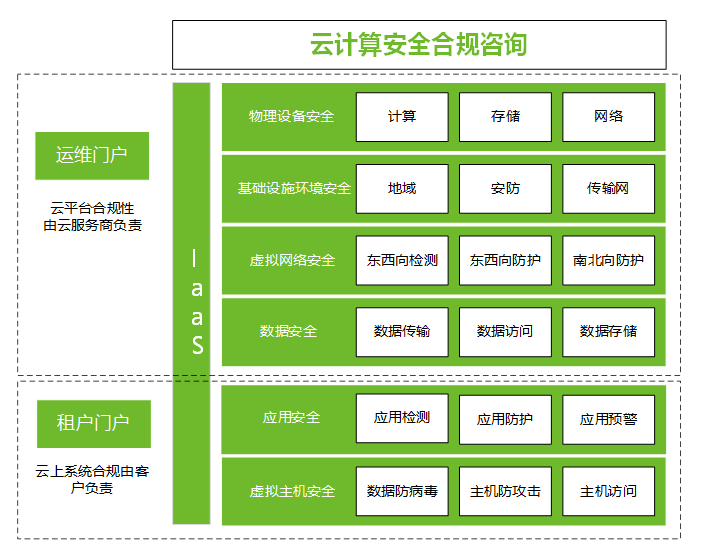 云计算安全合规咨询
运维门户
云平台合规性
由云服务商负责
IaaS
物理设备安全 计算 存储 网络
基础设施环境安全 地域 安防 传输网
虚拟网络安全 东西向检测 东西向防护 南北向防护
数据安全 数据传输 数据访问 数据存储
租户门户
云上系统合规由客
户负责
应用安全 应用检测 应用防护 应用预警
虚拟主机安全 数据防病毒 主机防攻击 主机访问